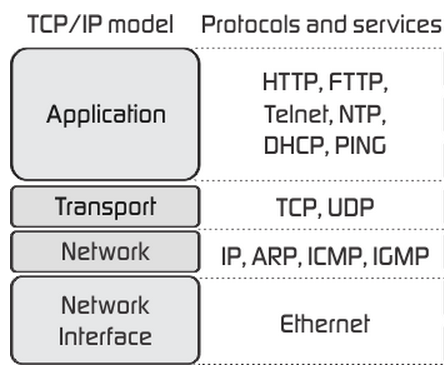 TCP/IP model Protocols and services
Application
HTTP, FTTP,
Telnet, NTP,
DHCP, PING
Transport
TCP, UDP
Network
IP, ARP, ICMP, IGMP
Network
Interface
Ethernet